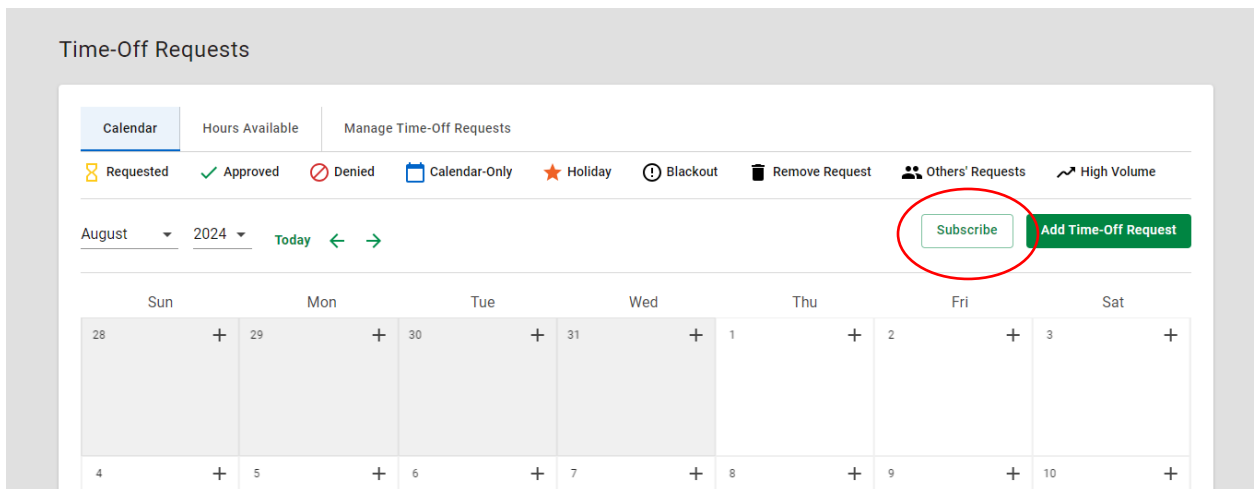 Time-Off Requests
Calendar Hours Available Manage Time-Off Requests
Requested Approved Denied Calendar-Only Holiday Blackout Remove Request Others' Requests High Volume
August 2024 Today Subscribe Add Time-Off Request
Sun Mon Tue Wed Thu Fri Sat
28 29 30 31 1 2 3
4 5 6 7 8 9 10